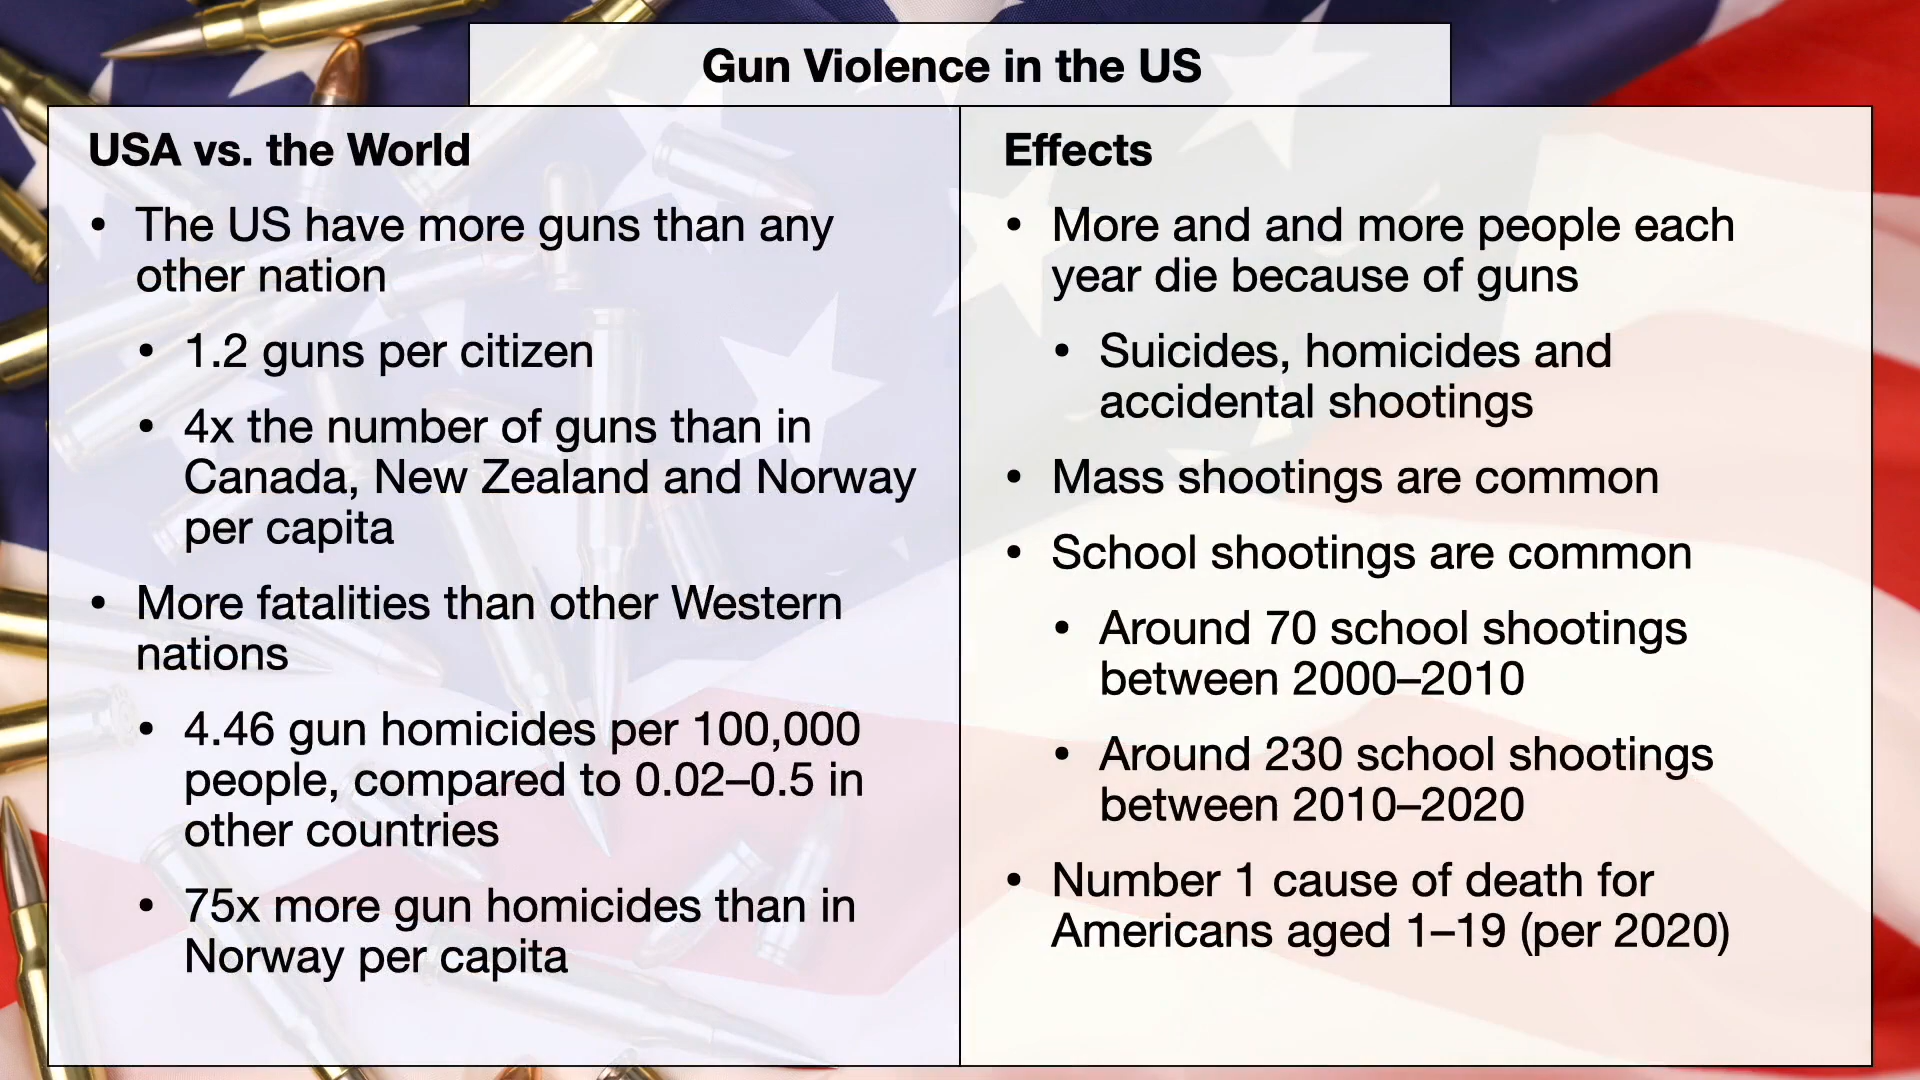 Gun Violence in the US
USA vs. the World
• The US have more guns than any
other nation
• 1.2 guns per citizen
• 4x the number of guns than in
Canada, New Zealand and Norway
per capita
• More fatalities than other Western
nations
• 4.46 gun homicides per 100,000
people, compared to 0.02–0.5 in
other countries
• 75x more gun homicides than in
Norway per capita
Effects
• More and and more people each
year die because of guns
• Suicides, homicides and
accidental shootings
• Mass shootings are common
• School shootings are common
• Around 70 school shootings
between 2000–2010
• Around 230 school shootings
between 2010–2020
• Number 1 cause of death for
Americans aged 1–19 (per 2020)